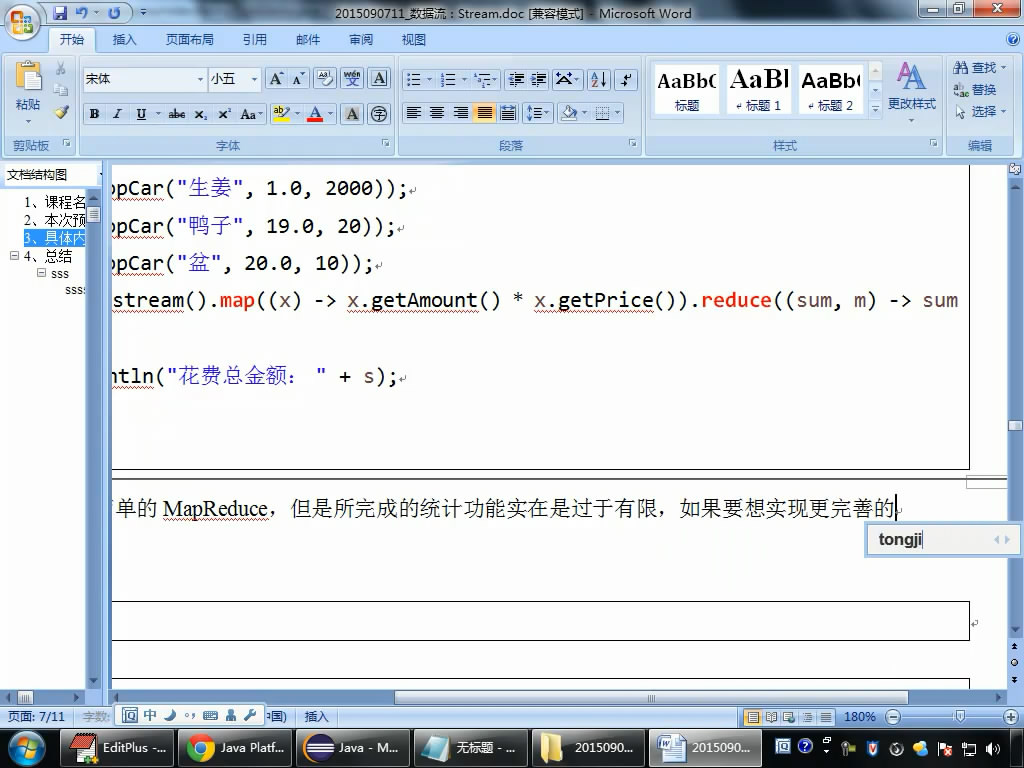 2015090711_数据流：Stream.doc [兼容模式] - Microsoft Word
开始 插入 页面布局 引用 邮件 审阅 视图
粘贴
宋体 小五
AaBbC AaBl AaBb(
标题 标题 1 标题 2
更改样式
查找
替换
选择
剪贴板 字体 段落 样式 编辑
文档结构图
1、课程名
2、本次预
3、具体内
4、总结
sss
ssss
ppCar("生姜", 1.0, 2000));
ppCar("鸭子", 19.0, 20));
ppCar("盆", 20.0, 10));
stream().map((x) -> x.getAmount() * x.getPrice()).reduce((sum, m) -> sum
ntln("花费总金额： " + s);
单的 MapReduce，但是所完成的统计功能实在是过于有限，如果要想实现更完善的
tongji
页面: 7/11 字数: 中 国) 插入 180%
EditPlus -... Java Platf... Java - M... 无标题 - ... 2015090... 2015090...